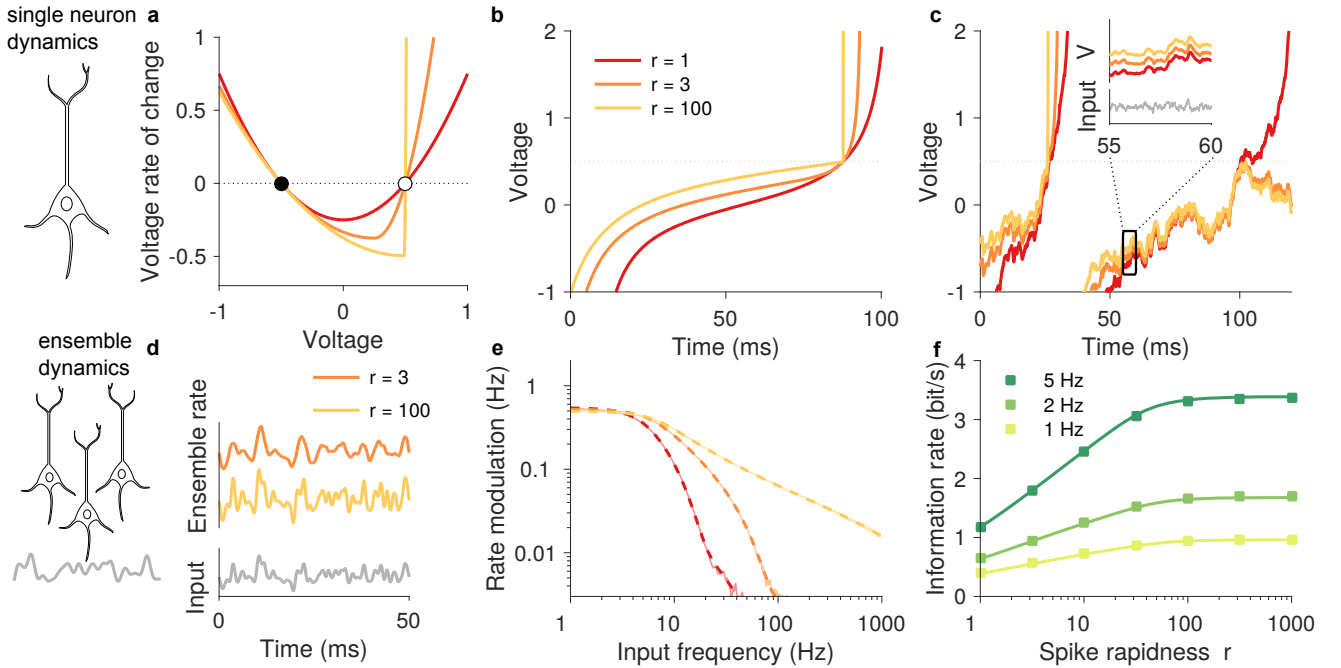 single neuron
dynamics
a
Voltage rate of change
1
0.5
0
-0.5
-1
0
1
Voltage
b
Voltage
2
1
0
-1
r = 1
r = 3
r = 100
0
50
100
Time (ms)
c
Voltage
2
1
0
-1
V
Input
55
60
0
50
100
Time (ms)
ensemble
dynamics
d
r = 3
r = 100
Ensemble rate
Input
0
50
Time (ms)
e
Rate modulation (Hz)
1
0.1
0.01
1
10
100
1000
Input frequency (Hz)
f
Information rate (bit/s)
4
3
2
1
0
5 Hz
2 Hz
1 Hz
1
10
100
1000
Spike rapidness r